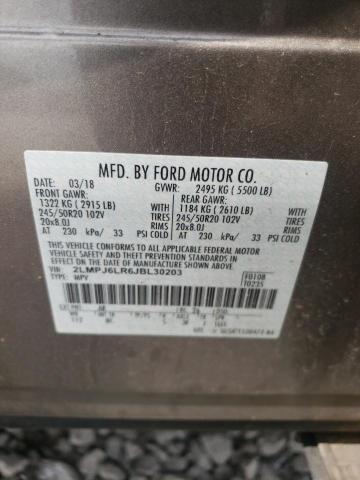 MFD. BY FORD MOTOR CO.
DATE: 03/18 GVWR: 2495 KG ( 5500 LB)
FRONT GAWR: REAR GAWR:
1322 KG ( 2915 LB) 1184 KG ( 2610 LB)
245/50R20 102V 245/50R20 102V
20x8.0J RIMS 20x8.0J RIMS
AT 230 kPa/ 33 PSI COLD AT 230 kPa/ 33 PSI COLD
THIS VEHICLE CONFORMS TO ALL APPLICABLE FEDERAL MOTOR
VEHICLE SAFETY AND THEFT PREVENTION STANDARDS IN EFFECT ON
THE DATE OF MANUFACTURE SHOWN ABOVE.
VIN: 2LMPJ6LR6JBL30203 F0108
TYPE: MPV T0235